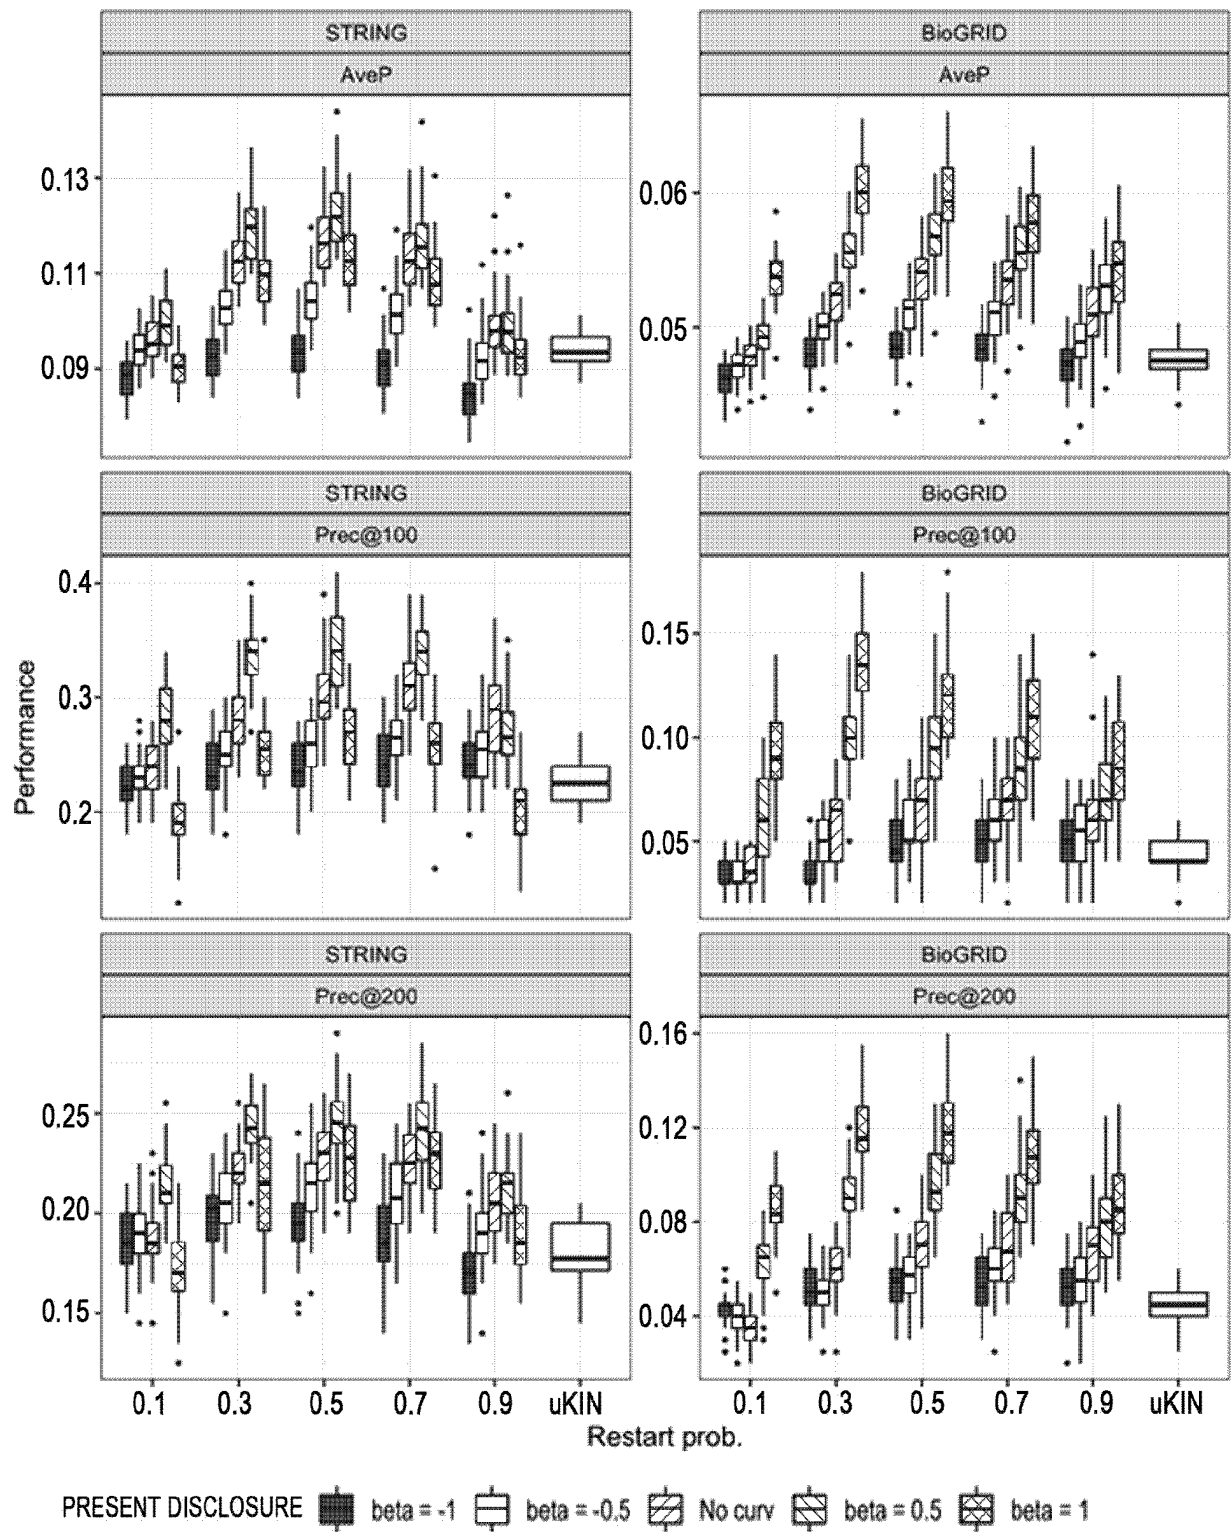 STRING
AveP
0.13
0.11
0.09
BioGRID
AveP
0.06
0.05
STRING
Prec@100
0.4
0.3
0.2
BioGRID
Prec@100
0.15
0.10
0.05
Performance
STRING
Prec@200
0.25
0.20
0.15
BioGRID
Prec@200
0.16
0.12
0.08
0.04
0.1 0.3 0.5 0.7 0.9 uKIN
0.1 0.3 0.5 0.7 0.9 uKIN
Restart prob.
PRESENT DISCLOSURE beta = -1 beta = -0.5 No curv beta = 0.5 beta = 1